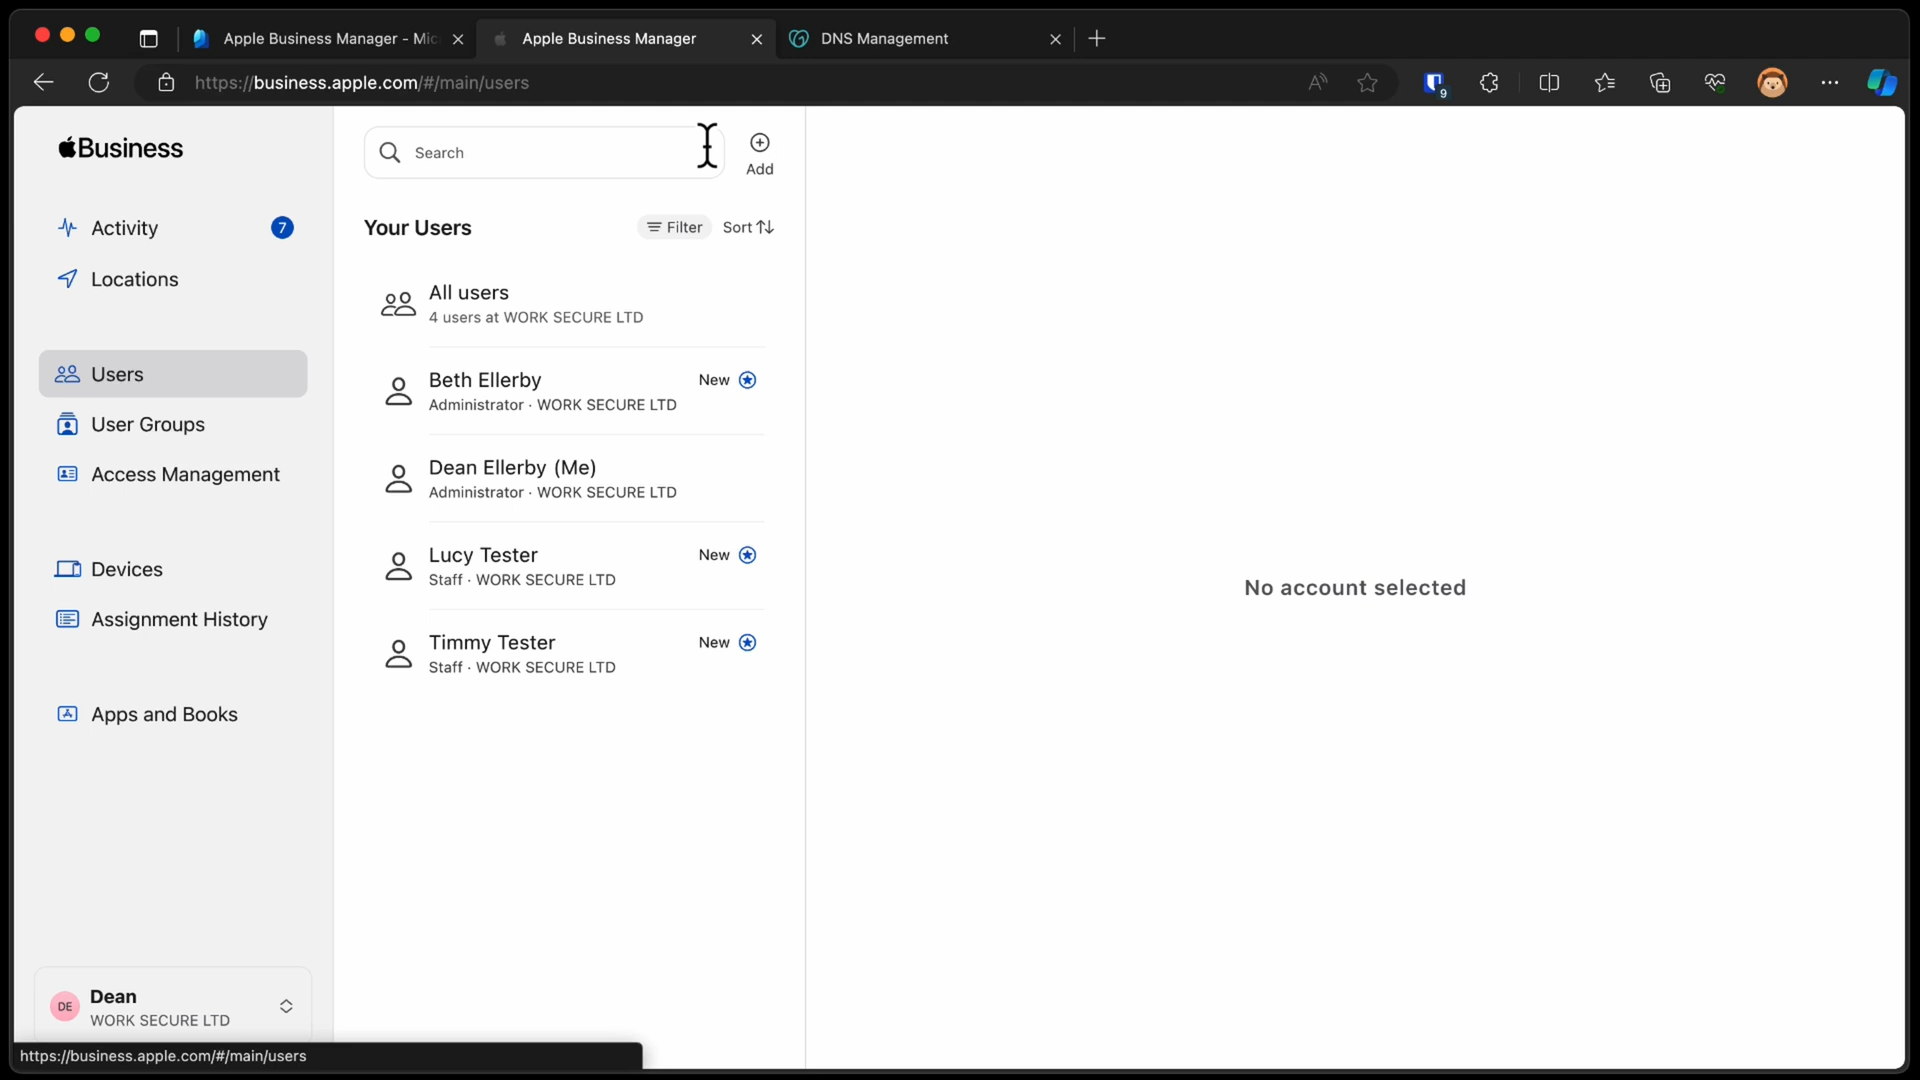 Apple Business Manager - Mic
Apple Business Manager
DNS Management
https://business.apple.com/#/main/users
9
Business
Activity
7
Locations
Users
User Groups
Access Management
Devices
Assignment History
Apps and Books
DE
Dean
WORK SECURE LTD
https://business.apple.com/#/main/users
Search
Add
Your Users
Filter
Sort
All users
4 users at WORK SECURE LTD
Beth Ellerby
New
Administrator · WORK SECURE LTD
Dean Ellerby (Me)
Administrator · WORK SECURE LTD
Lucy Tester
New
Staff · WORK SECURE LTD
Timmy Tester
New
Staff · WORK SECURE LTD
No account selected